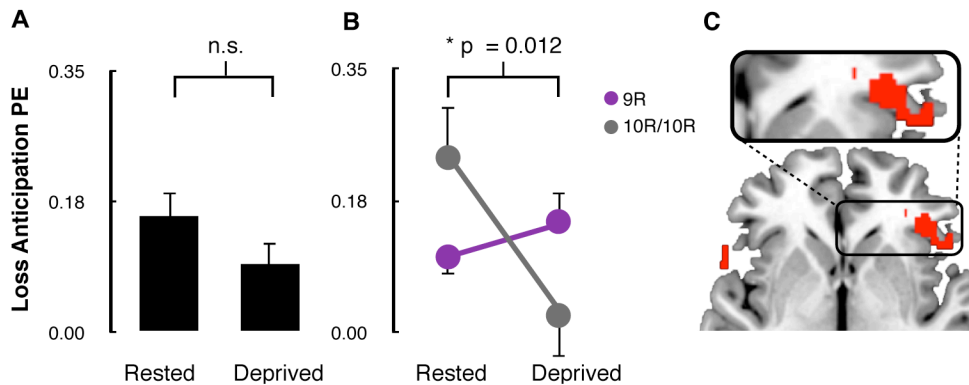 A
n.s.
0.35
0.18
0.00
Loss Anticipation PE
Rested
Deprived
B
* p = 0.012
0.35
0.18
0.00
Rested
Deprived
9R
10R/10R
C